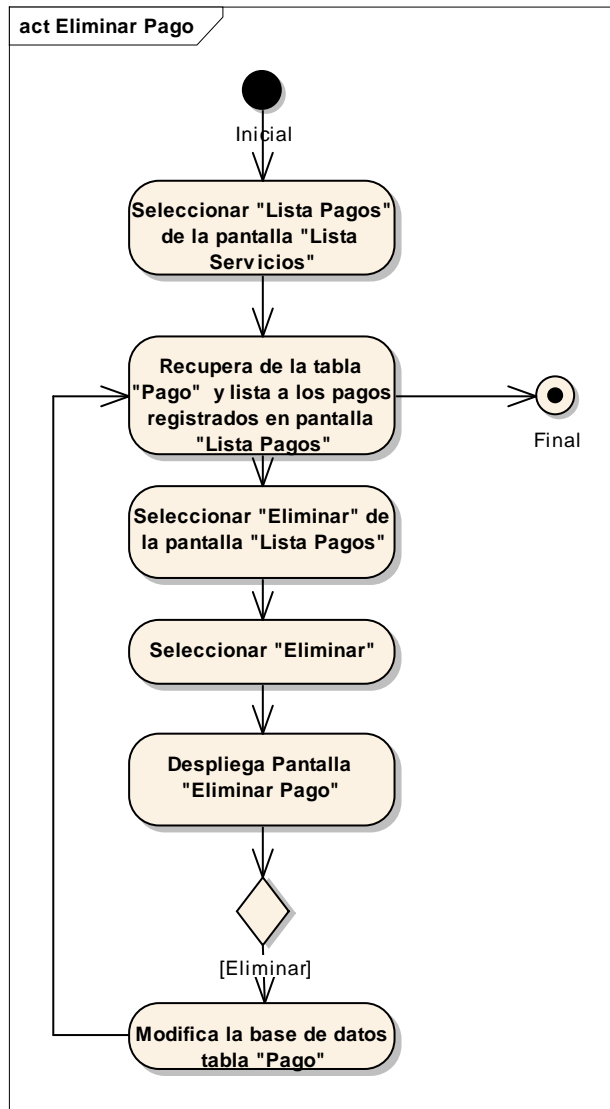 act Eliminar Pago
Inicial
Seleccionar "Lista Pagos"
de la pantalla "Lista
Servicios"
Recupera de la tabla
"Pago" y lista a los pagos
registrados en pantalla
"Lista Pagos"
Final
Seleccionar "Eliminar" de
la pantalla "Lista Pagos"
Seleccionar "Eliminar"
Despliega Pantalla
"Eliminar Pago"
[Eliminar]
Modifica la base de datos
tabla "Pago"